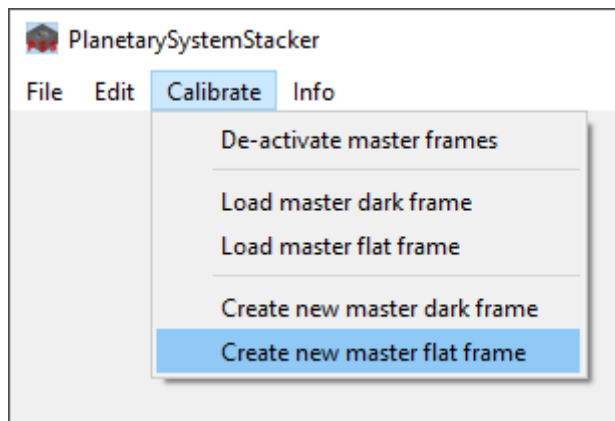 PlanetarySystemStacker
File Edit Calibrate Info
De-activate master frames
Load master dark frame
Load master flat frame
Create new master dark frame
Create new master flat frame